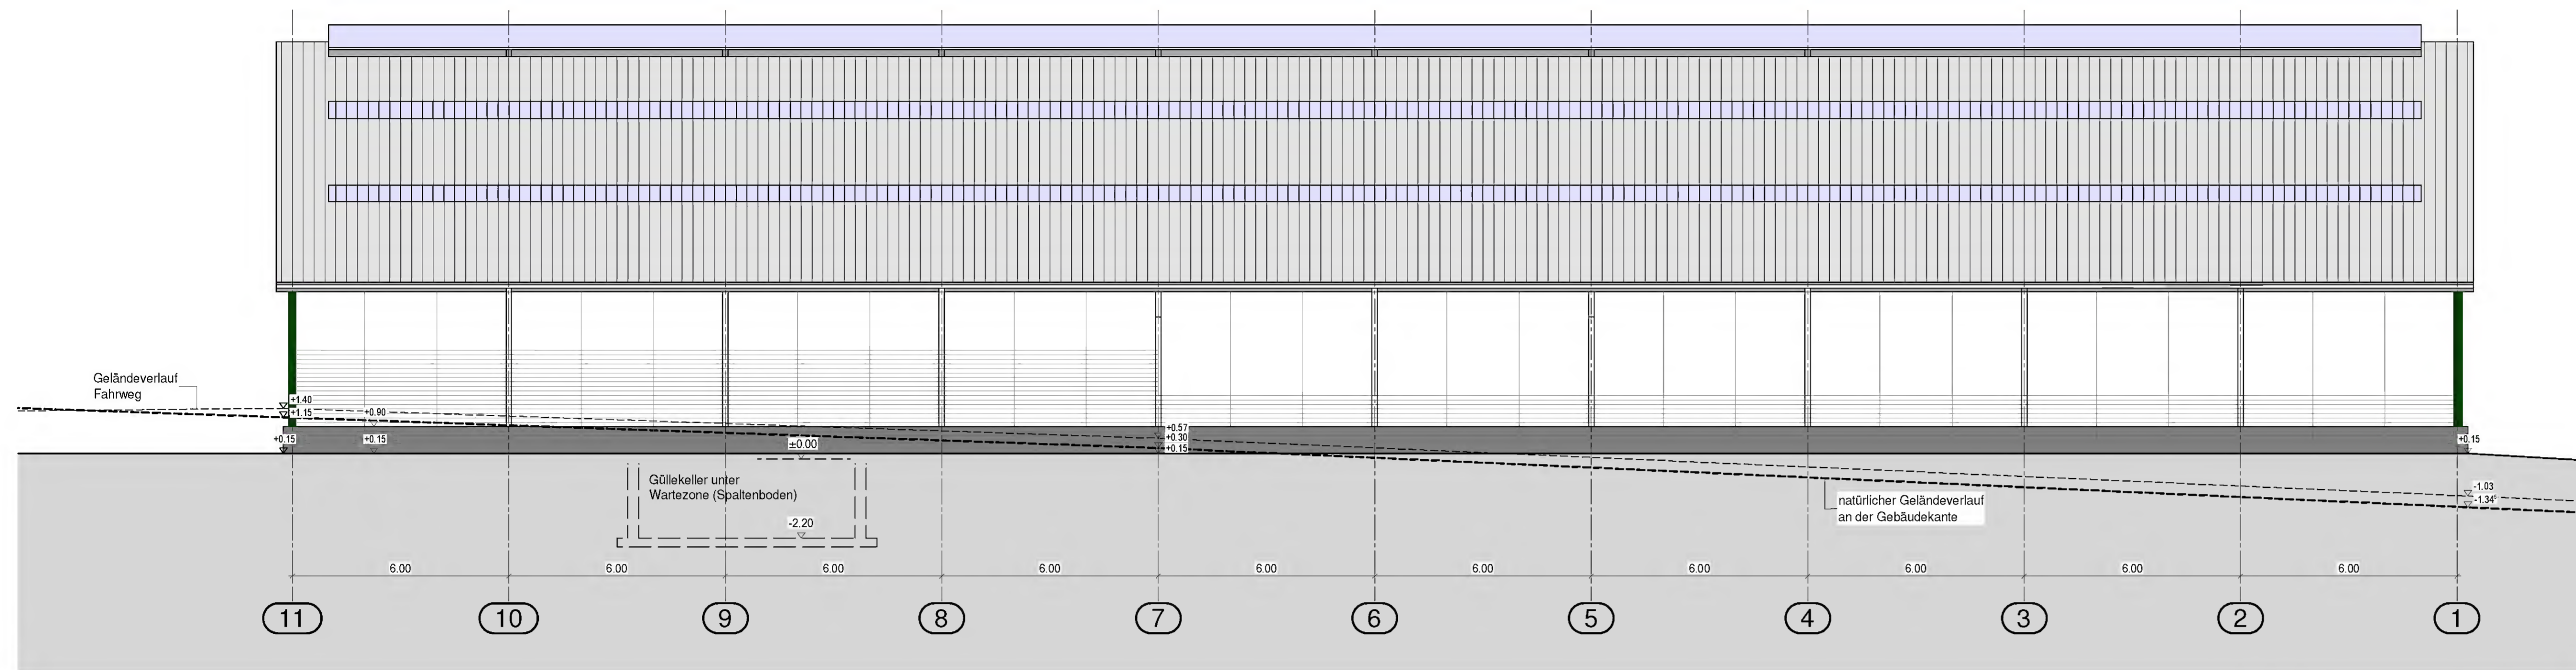 Geländeverlauf
Fahrweg
+1.40
+1.15
+0.90
+0.15
+0.15
±0.00
+0.57
+0.30
+0.15
+0.15
Güllekeller unter
Wartezone (Spaltenboden)
-2.20
natürlicher Geländeverlauf
an der Gebäudekante
-1.03
-1.34⁵
6.00 6.00 6.00 6.00 6.00 6.00 6.00 6.00 6.00 6.00
11 10 9 8 7 6 5 4 3 2 1